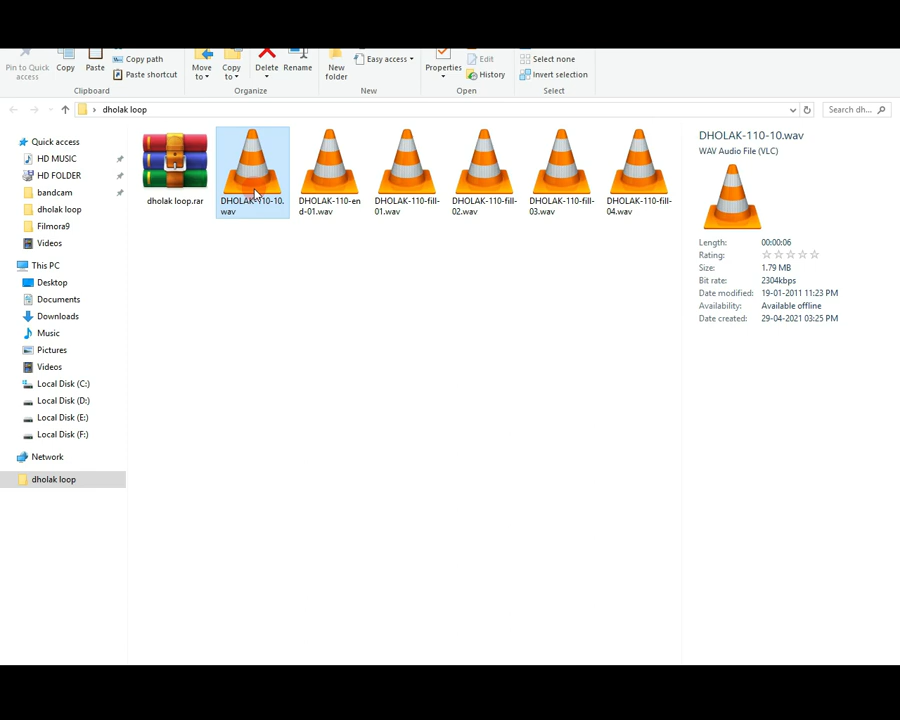 Pin to Quick access
Copy
Paste
Copy path
Paste shortcut
Clipboard
Move to
Copy to
Delete
Rename
Organize
New folder
Easy access
New
Properties
Edit
History
Open
Select none
Invert selection
Select
dholak loop
Search dh...
Quick access
HD MUSIC
HD FOLDER
bandcam
dholak loop
Filmora9
Videos
This PC
Desktop
Documents
Downloads
Music
Pictures
Videos
Local Disk (C:)
Local Disk (D:)
Local Disk (E:)
Local Disk (F:)
Network
dholak loop
dholak loop.rar
DHOLAK-110-10.
wav
DHOLAK-110-en
d-01.wav
DHOLAK-110-fill-
01.wav
DHOLAK-110-fill-
02.wav
DHOLAK-110-fill-
03.wav
DHOLAK-110-fill-
04.wav
DHOLAK-110-10.wav
WAV Audio File (VLC)
Length: 00:00:06
Rating:
Size: 1.79 MB
Bit rate: 2304kbps
Date modified: 19-01-2011 11:23 PM
Availability: Available offline
Date created: 29-04-2021 03:25 PM